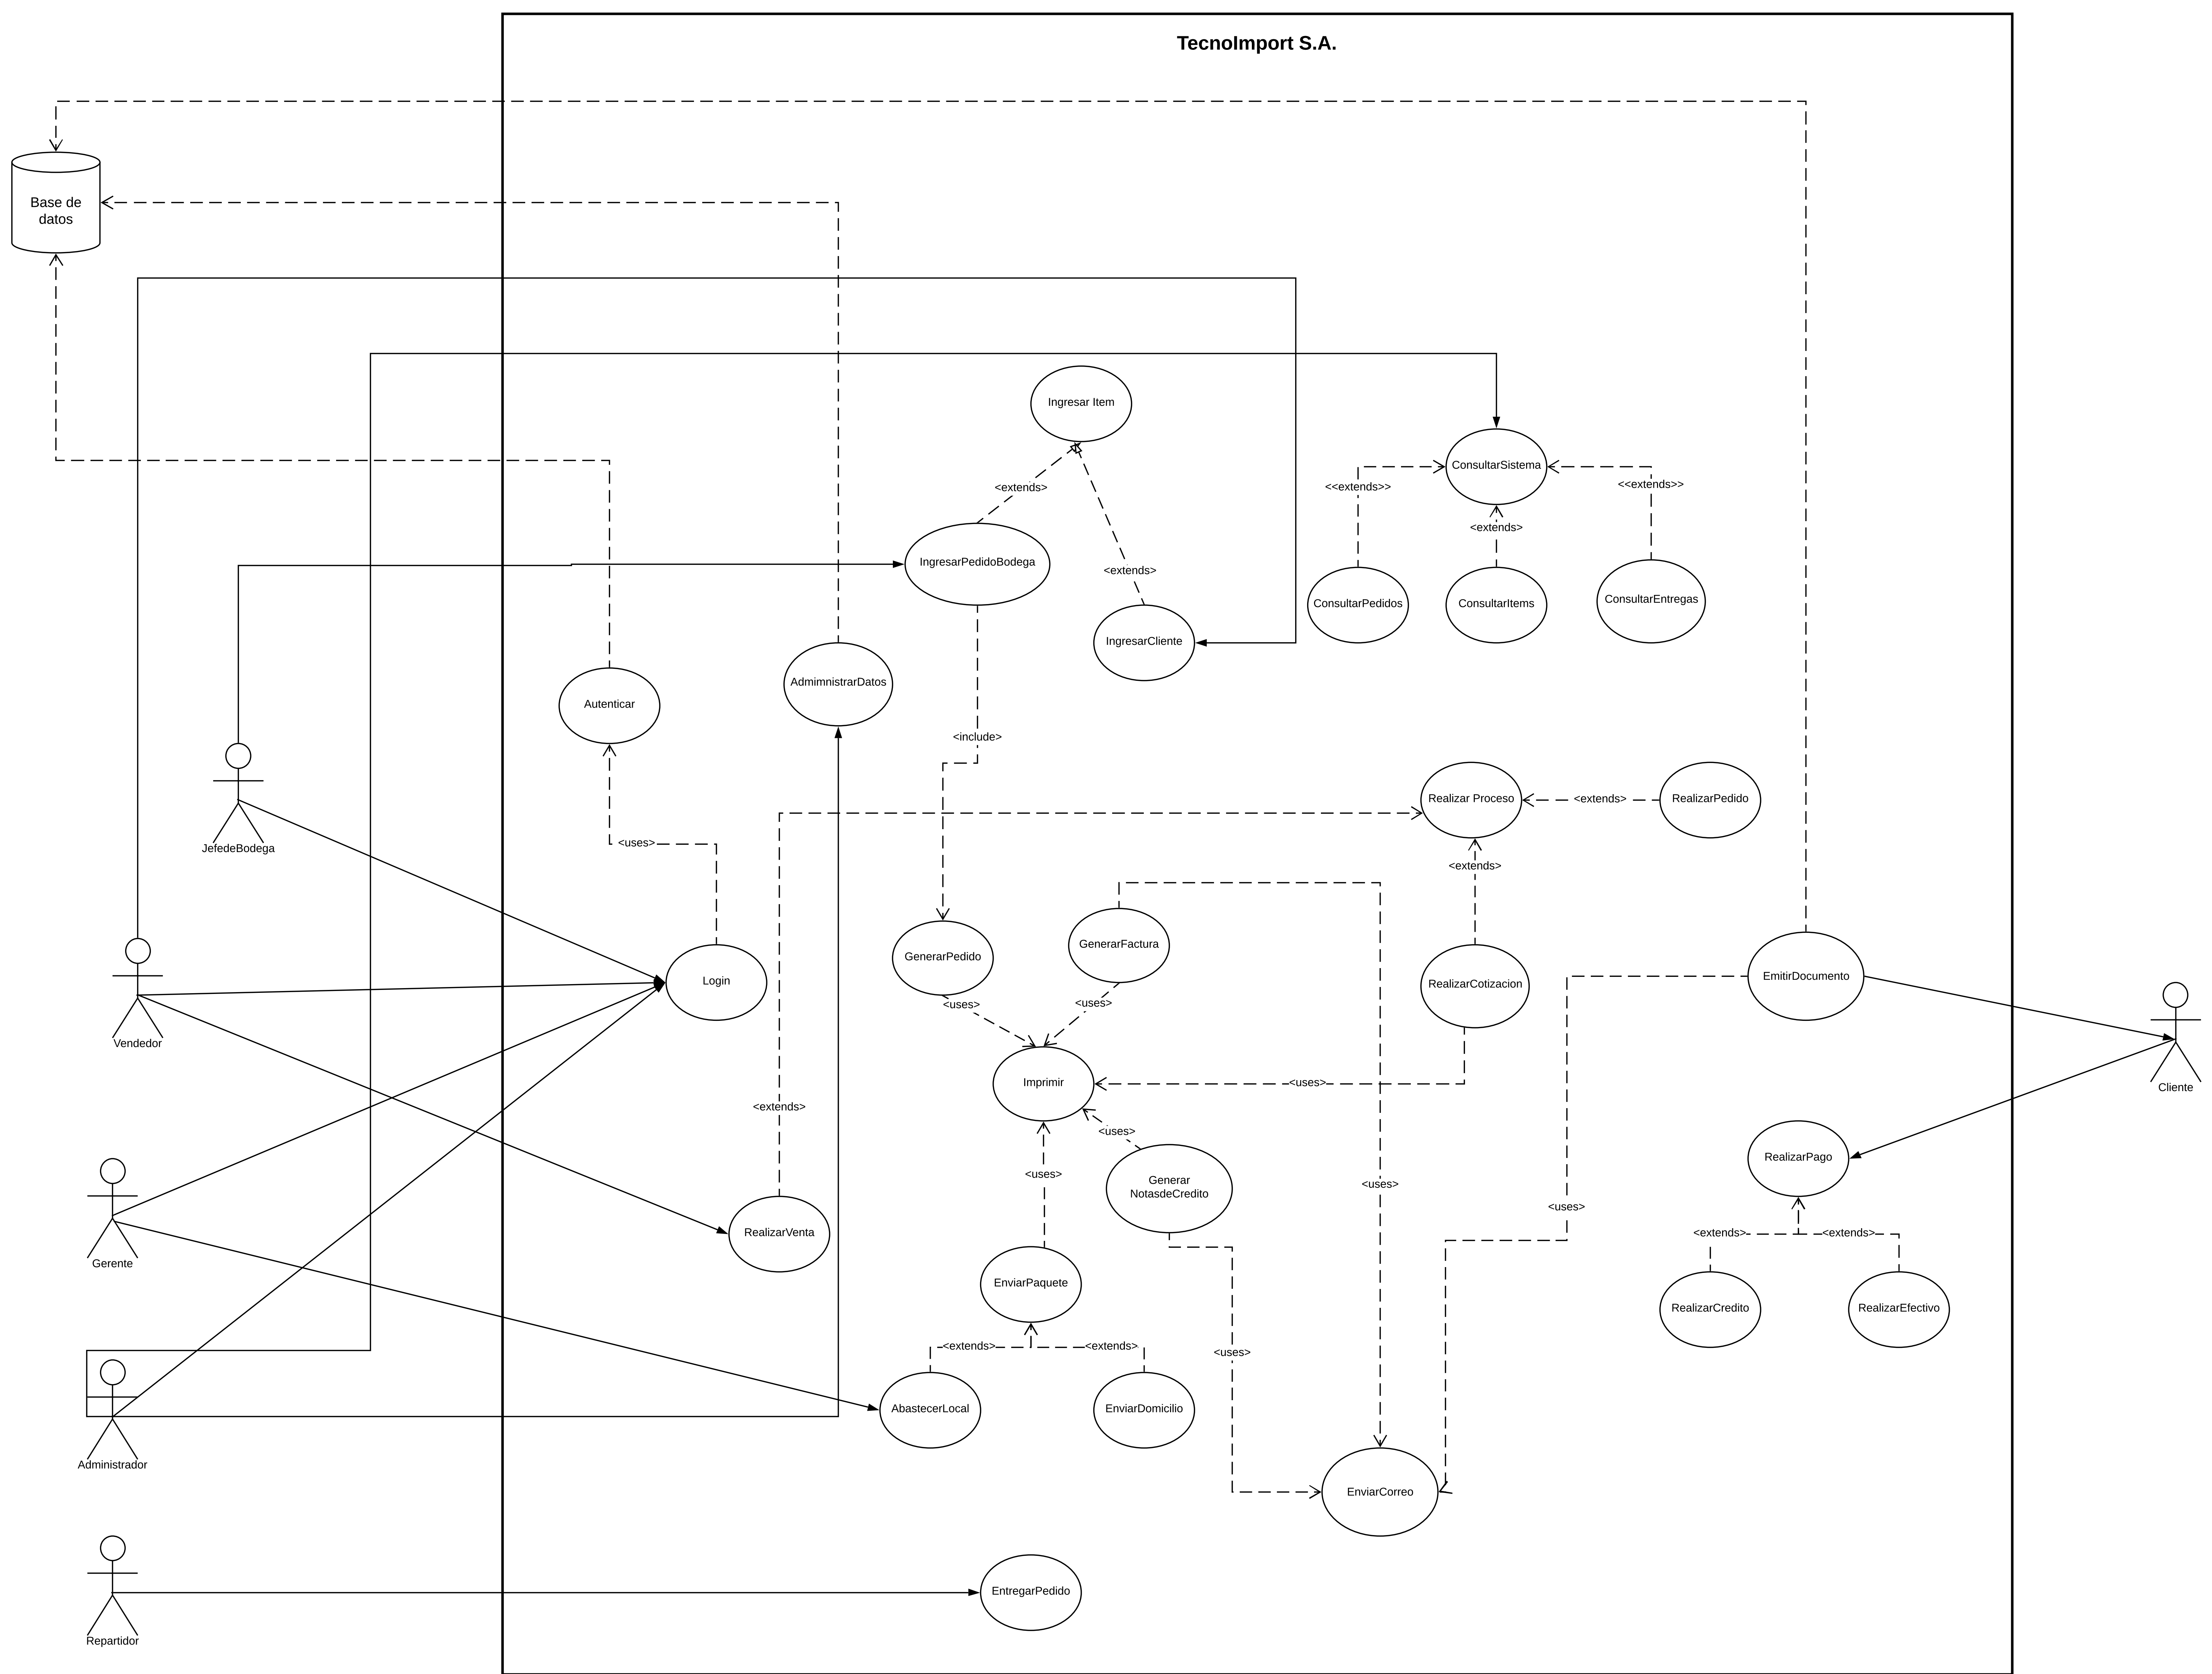 TecnoImport S.A.
Base de
datos
Ingresar Item
ConsultarSistema
<extends>
<<extends>>
<<extends>>
<extends>
IngresarPedidoBodega
<extends>
ConsultarPedidos
ConsultarItems
ConsultarEntregas
IngresarCliente
AdmimnistrarDatos
Autenticar
<include>
JefedeBodega
<uses>
Realizar Proceso
<extends>
RealizarPedido
<extends>
GenerarPedido
GenerarFactura
Login
RealizarCotizacion
EmitirDocumento
<uses>
<uses>
Vendedor
Imprimir
<uses>
Cliente
<extends>
<uses>
RealizarPago
<uses>
Generar
NotasdeCredito
<uses>
<uses>
RealizarVenta
<extends>
<extends>
Gerente
EnviarPaquete
RealizarCredito
RealizarEfectivo
<extends>
<extends>
<uses>
AbastecerLocal
EnviarDomicilio
Administrador
EnviarCorreo
EntregarPedido
Repartidor